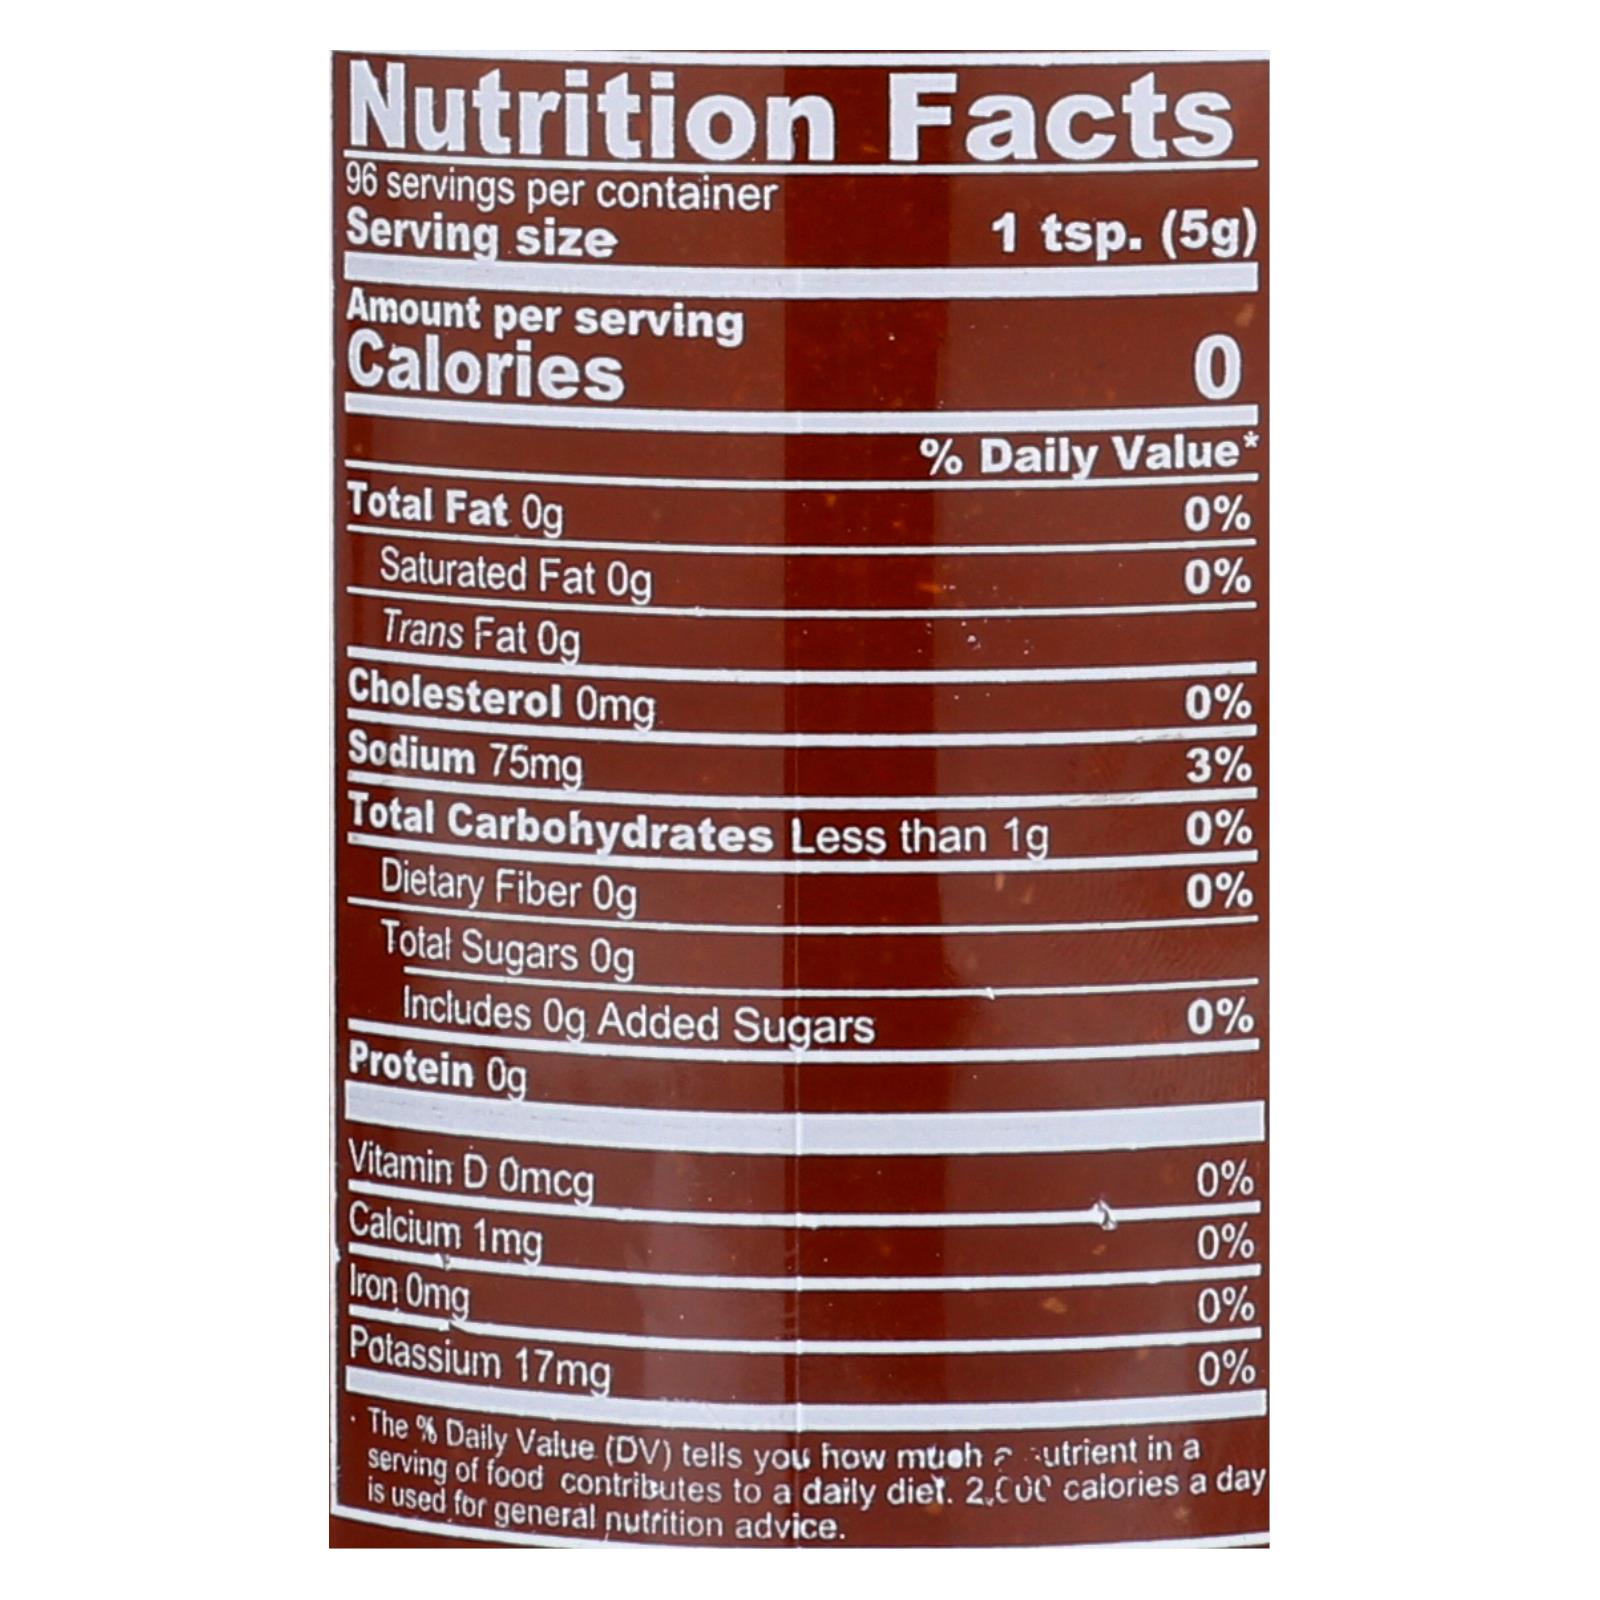 Nutrition Facts
96 servings per container
Serving size 1 tsp. (5g)
Amount per serving
Calories 0
% Daily Value*
Total Fat 0g 0%
Saturated Fat 0g 0%
Trans Fat 0g
Cholesterol 0mg 0%
Sodium 75mg 3%
Total Carbohydrates Less than 1g 0%
Dietary Fiber 0g 0%
Total Sugars 0g
Includes 0g Added Sugars 0%
Protein 0g
Vitamin D 0mcg 0%
Calcium 1mg 0%
Iron 0mg 0%
Potassium 17mg 0%
· The % Daily Value (DV) tells you how much in a
serving of food contributes to a daily diet. calories a day
is used for general nutrition advice.